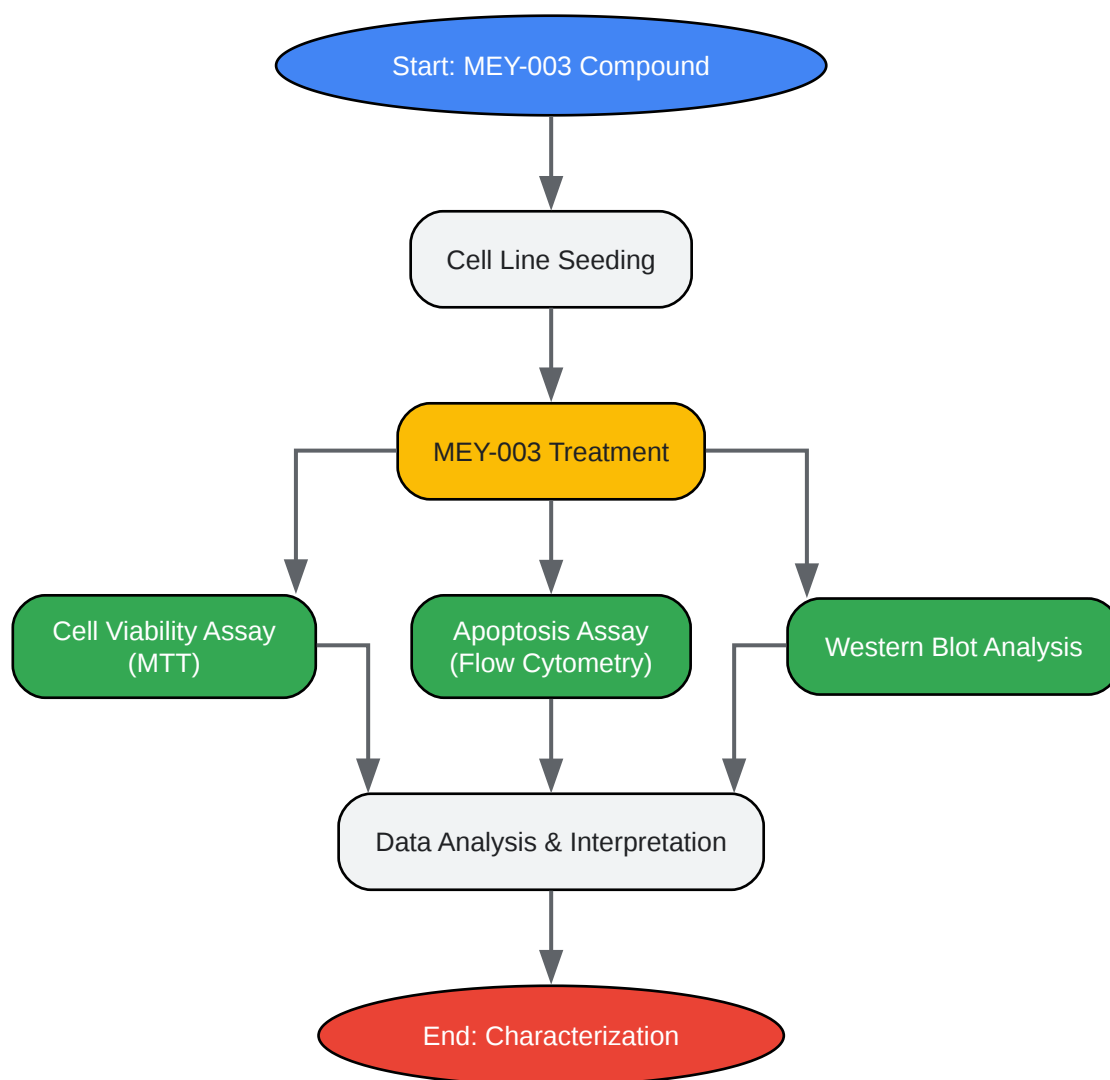 Start: MEY-003 Compound
Cell Line Seeding
MEY-003 Treatment
Cell Viability Assay
(MTT)
Apoptosis Assay
(Flow Cytometry)
Western Blot Analysis
Data Analysis & Interpretation
End: Characterization